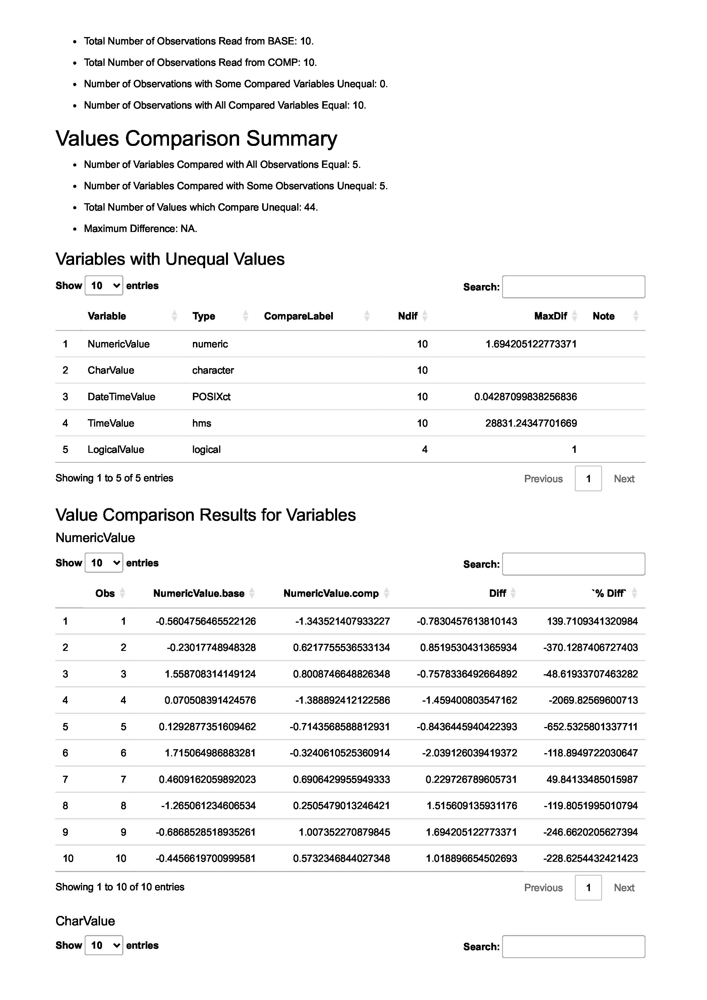 Total Number of Observations Read from BASE: 10.
Total Number of Observations Read from COMP: 10.
Number of Observations with Some Compared Variables Unequal: 0.
Number of Observations with All Compared Variables Equal: 10.
Values Comparison Summary
Number of Variables Compared with All Observations Equal: 5.
Number of Variables Compared with Some Observations Unequal: 5.
Total Number of Values which Compare Unequal: 44.
Maximum Difference: NA.
Variables with Unequal Values
Show 10 entries Search:
Variable Type CompareLabel Ndif MaxDif Note
1 NumericValue numeric 10 1.694205122773371
2 CharValue character 10
3 DateTimeValue POSIXct 10 0.04287099838256836
4 TimeValue hms 10 28831.24347701669
5 LogicalValue logical 4 1
Showing 1 to 5 of 5 entries Previous 1 Next
Value Comparison Results for Variables
NumericValue
Show 10 entries Search:
Obs NumericValue.base NumericValue.comp Diff `% Diff`
1 1 -0.5604756465522126 -1.343521407933227 -0.7830457613810143 139.7109341320984
2 2 -0.23017748948328 0.6217755536533134 0.8519530431365934 -370.1287406727403
3 3 1.558708314149124 0.8008746648826348 -0.7578336492664892 -48.61933707463282
4 4 0.070508391424576 -1.388892412122586 -1.459400803547162 -2069.82569600713
5 5 0.1292877351609462 -0.7143568588812931 -0.8436445940422393 -652.5325801337711
6 6 1.715064986883281 -0.3240610525360914 -2.039126039419372 -118.8949722030647
7 7 0.4609162059892023 0.6906429955949333 0.229726789605731 49.84133485015987
8 8 -1.265061234606534 0.2505479013246421 1.515609135931176 -119.8051995010794
9 9 -0.6868528518935261 1.007352270879845 1.694205122773371 -246.6620205627394
10 10 -0.4456619700999581 0.5732346844027348 1.018896654502693 -228.6254432421423
Showing 1 to 10 of 10 entries Previous 1 Next
CharValue
Show 10 entries Search: